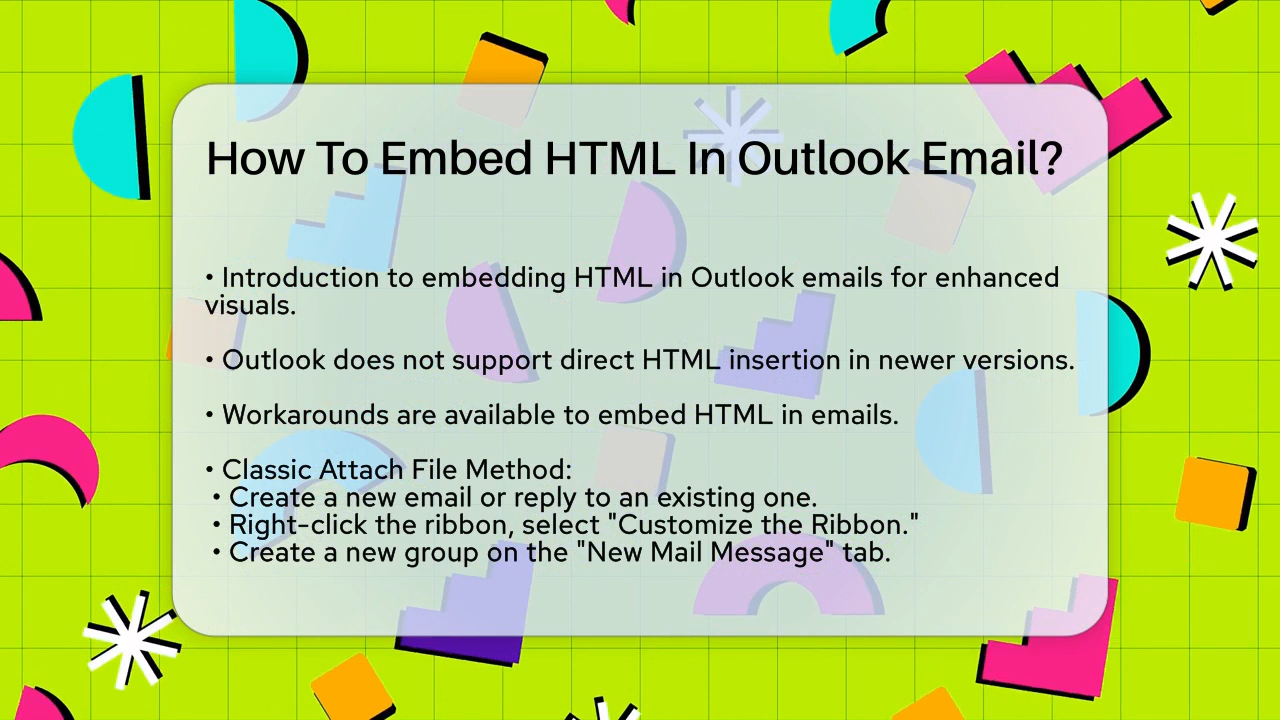 How To Embed HTML In Outlook Email?
• Introduction to embedding HTML in Outlook emails for enhanced
visuals.
• Outlook does not support direct HTML insertion in newer versions.
• Workarounds are available to embed HTML in emails.
• Classic Attach File Method:
• Create a new email or reply to an existing one.
• Right-click the ribbon, select "Customize the Ribbon."
• Create a new group on the "New Mail Message" tab.